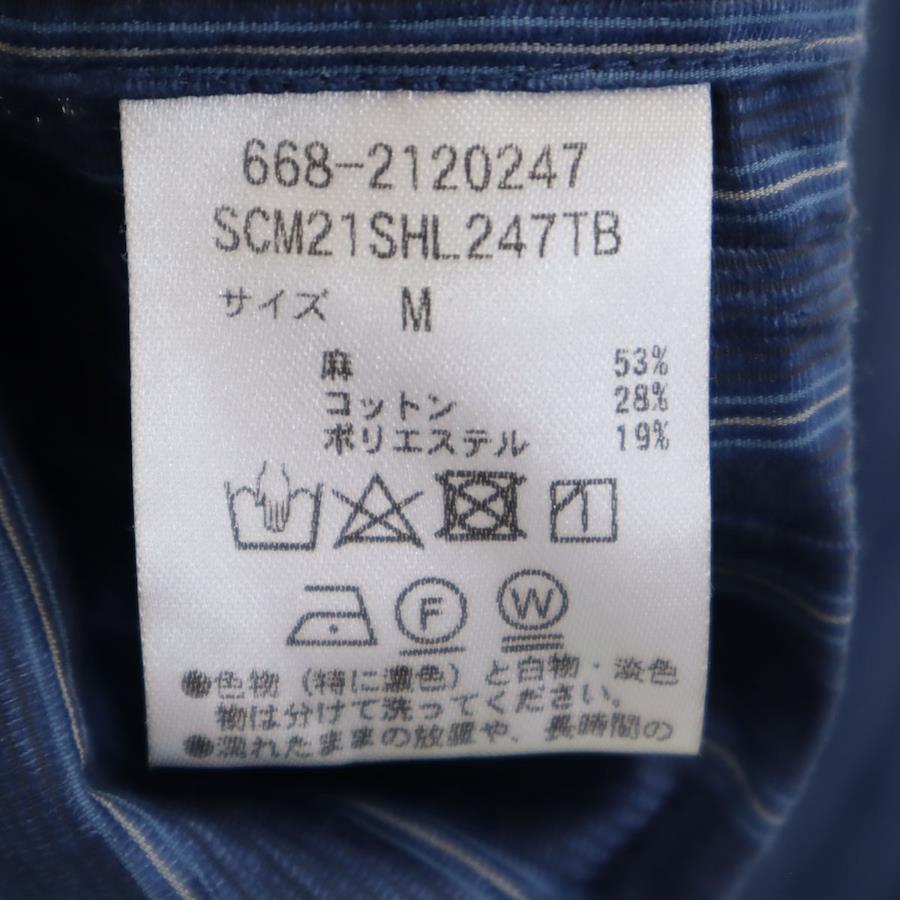 668-2120247
SCM21SHL247TB
サイズ M
麻 53%
コットン 28%
ポリエステル 19%
F W
●色物（特に濃色）と白物・淡色
物は分けて洗ってください。
●濡れたままの放置や、長時間の